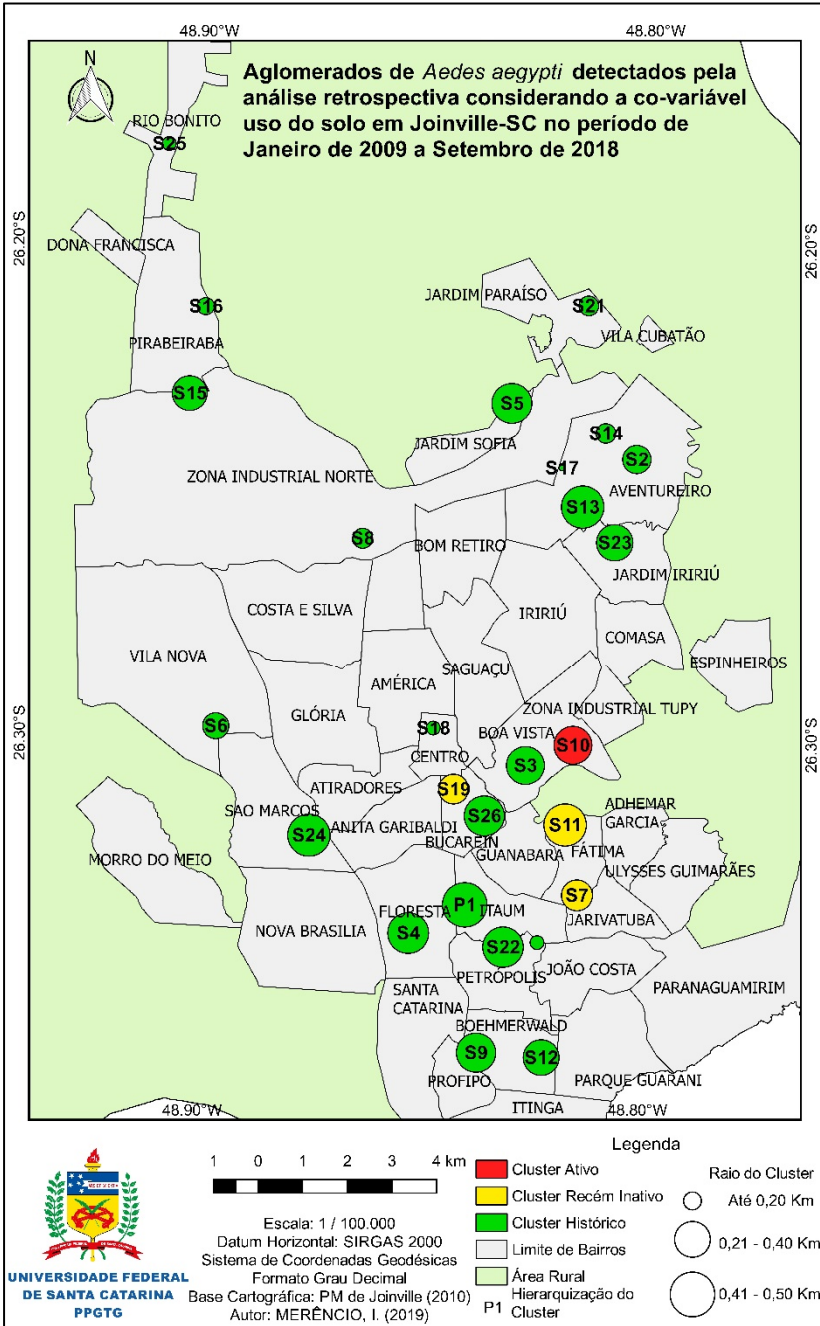 48.90°W
48.80°W
N
Aglomerados de Aedes aegypti detectados pela
análise retrospectiva considerando a co-variável
uso do solo em Joinville-SC no período de
Janeiro de 2009 a Setembro de 2018
RIO BONITO
S25
26.20°S
26.20°S
DONA FRANCISCA
JARDIM PARAÍSO
S16
S21
VILA CUBATÃO
PIRABEIRABA
S15
S5
S14
JARDIM SOFIA
S17
S2
ZONA INDUSTRIAL NORTE
AVENTUREIRO
S13
S8
BOM RETIRO
S23
JARDIM IRIRIÚ
COSTA E SILVA
IRIRIÚ
COMASA
VILA NOVA
ESPINHEIROS
SAGUAÇU
AMÉRICA
ZONA INDUSTRIAL TUPY
GLÓRIA
S6
S18
BOA VISTA
26.30°S
26.30°S
S10
CENTRO
S3
ATIRADORES
S19
SAO MARCOS
ADHEMAR
GARCIA
S26
S11
ANITA GARIBALDI
S24
BUCAREIN
GUANABARA
FÁTIMA
MORRO DO MEIO
ULYSSES GUIMARÃES
S7
P1
FLORESTA
ITAUM
JARIVATUBA
NOVA BRASILIA
S4
S22
PETRÓPOLIS
JOÃO COSTA
PARANAGUAMIRIM
SANTA
CATARINA
BOEHMERWALD
S9
S12
PROFIPO
PARQUE GUARANI
ITINGA
48.90°W
48.80°W
1 0 1 2 3 4 km
Escala: 1 / 100.000
Datum Horizontal: SIRGAS 2000
Sistema de Coordenadas Geodésicas
Formato Grau Decimal
Base Cartográfica: PM de Joinville (2010)
Autor: MERÊNCIO, I. (2019)
UNIVERSIDADE FEDERAL
DE SANTA CATARINA
PPGTG
Legenda
Cluster Ativo
Cluster Recém Inativo
Cluster Histórico
Limite de Bairros
Área Rural
P1 Hierarquização do
Cluster
Raio do Cluster
Até 0,20 Km
0,21 - 0,40 Km
0,41 - 0,50 Km